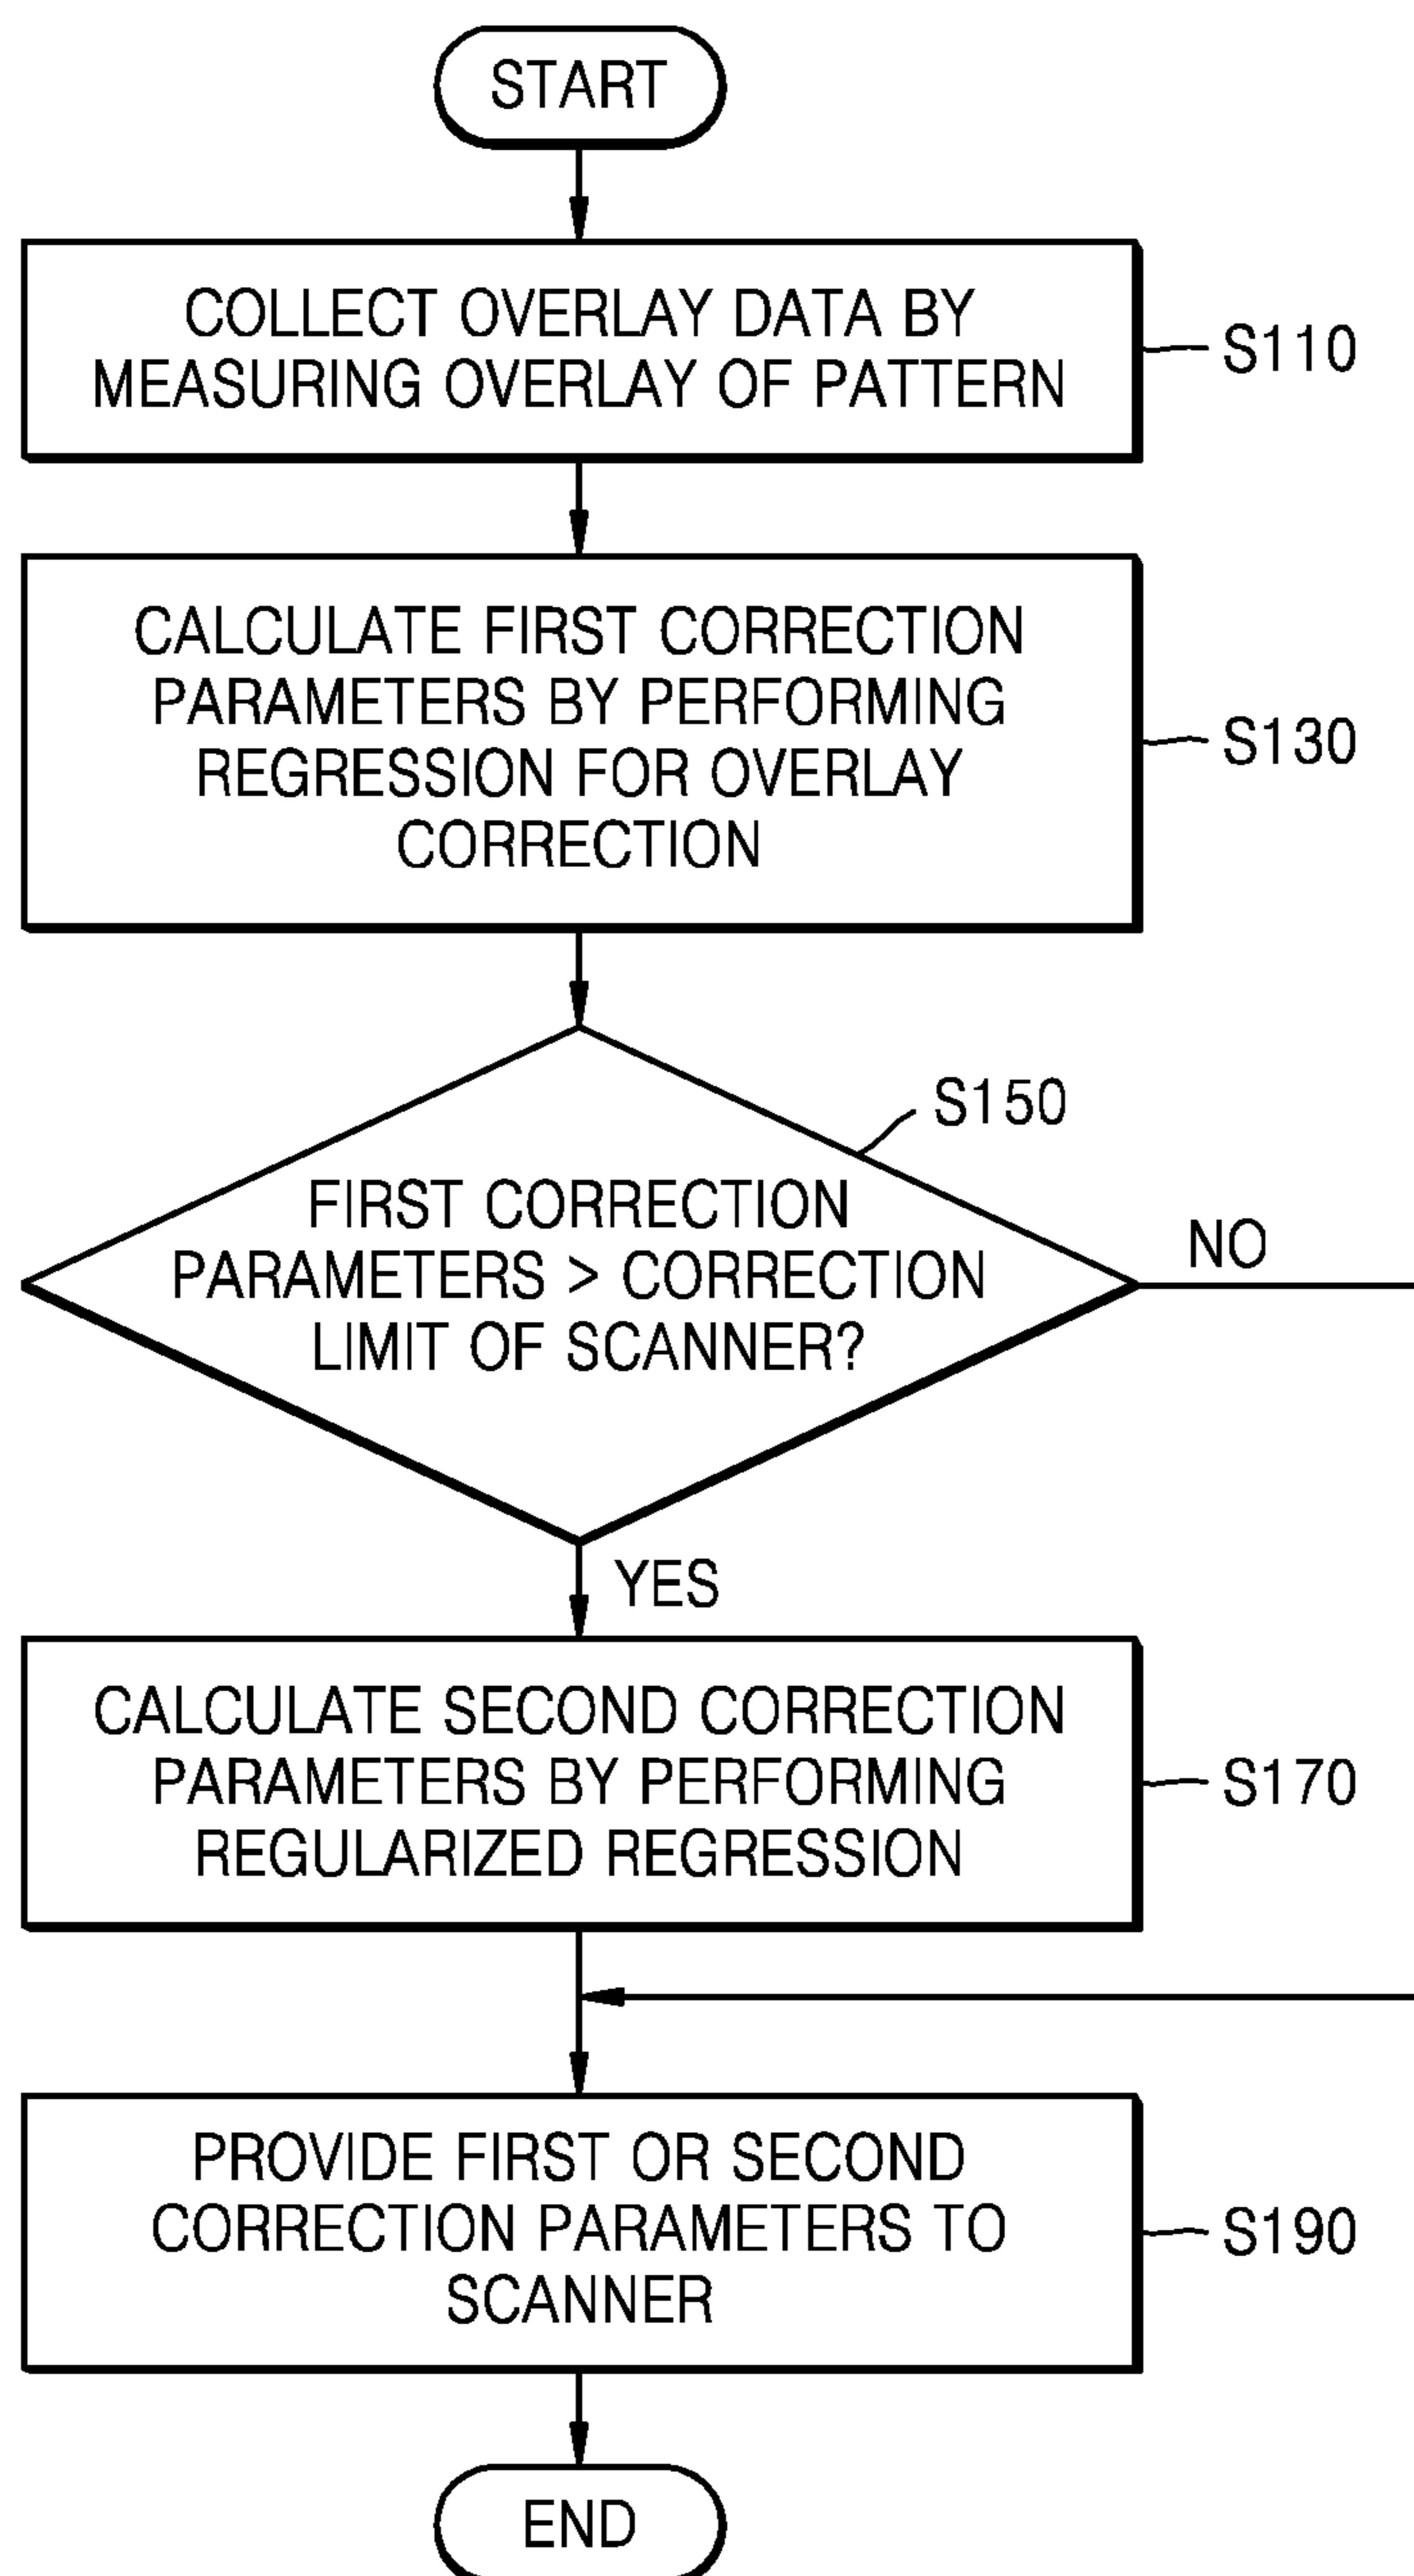 START
COLLECT OVERLAY DATA BY
MEASURING OVERLAY OF PATTERN
S110
CALCULATE FIRST CORRECTION
PARAMETERS BY PERFORMING
REGRESSION FOR OVERLAY
CORRECTION
S130
S150
FIRST CORRECTION
PARAMETERS > CORRECTION
LIMIT OF SCANNER?
NO
YES
CALCULATE SECOND CORRECTION
PARAMETERS BY PERFORMING
REGULARIZED REGRESSION
S170
PROVIDE FIRST OR SECOND
CORRECTION PARAMETERS TO
SCANNER
S190
END